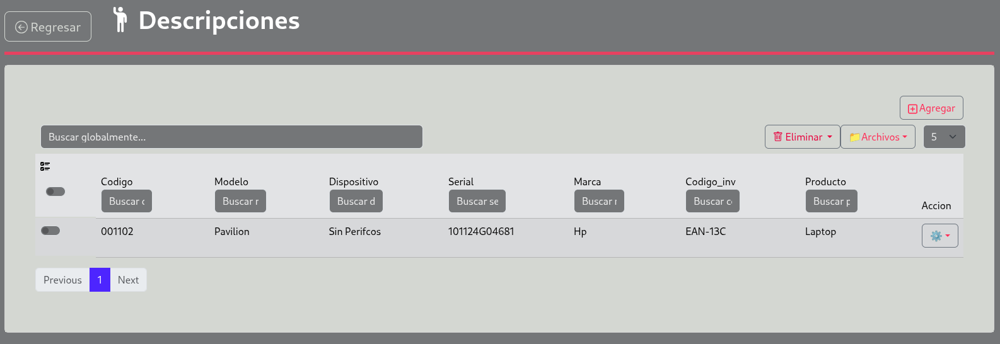 Regresar
Descripciones
Agregar
Buscar globalmente...
Eliminar
Archivos
5
Codigo Modelo Dispositivo Serial Marca Codigo_inv Producto
Buscar c Buscar r Buscar d Buscar se Buscar r Buscar c Buscar p
Accion
001102 Pavilion Sin Perifcos 101124G04681 Hp EAN-13C Laptop
Previous 1 Next